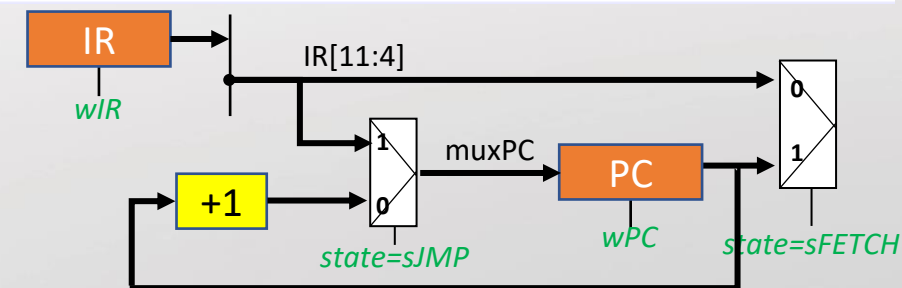 IR
IR[11:4]
wIR
0
1
muxPC
1
PC
+1
0
wPC
state=sFETCH
state=sJMP